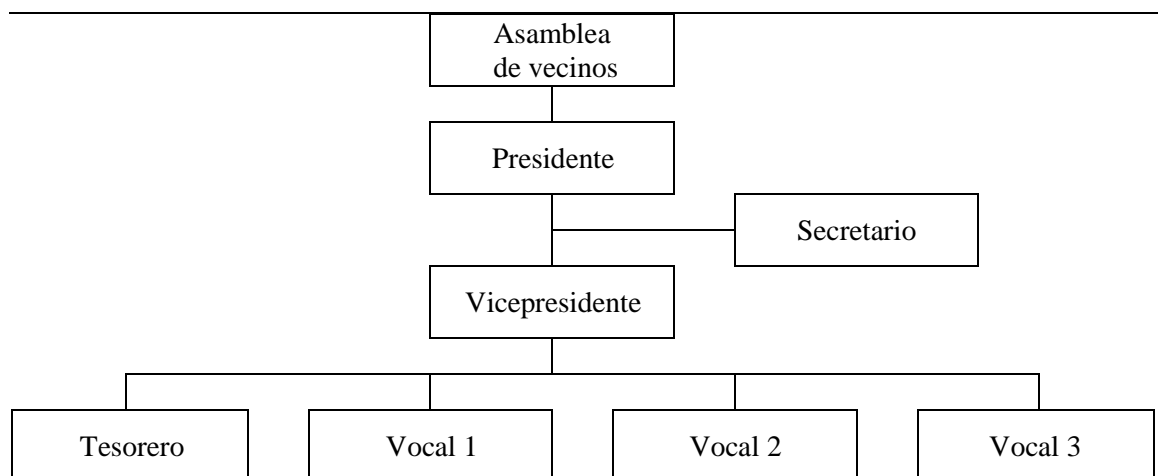 Asamblea
de vecinos
Presidente
Secretario
Vicepresidente
Tesorero
Vocal 1
Vocal 2
Vocal 3